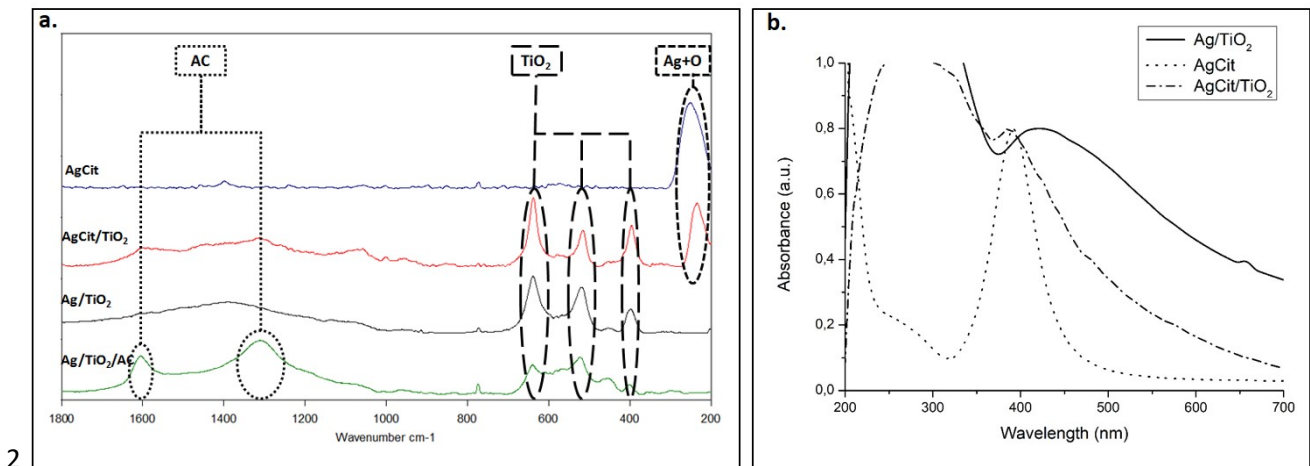 a.
AC
TiO₂
Ag+O
AgCit
AgCit/TiO₂
Ag/TiO₂
Ag/TiO₂/AC
1800 1600 1400 1200 1000 800 600 400 200
Wavenumber cm-1
b.
Ag/TiO₂
AgCit
AgCit/TiO₂
1,0
0,8
0,6
0,4
0,2
0,0
Absorbance (a.u.)
200 300 400 500 600 700
Wavelength (nm)
2